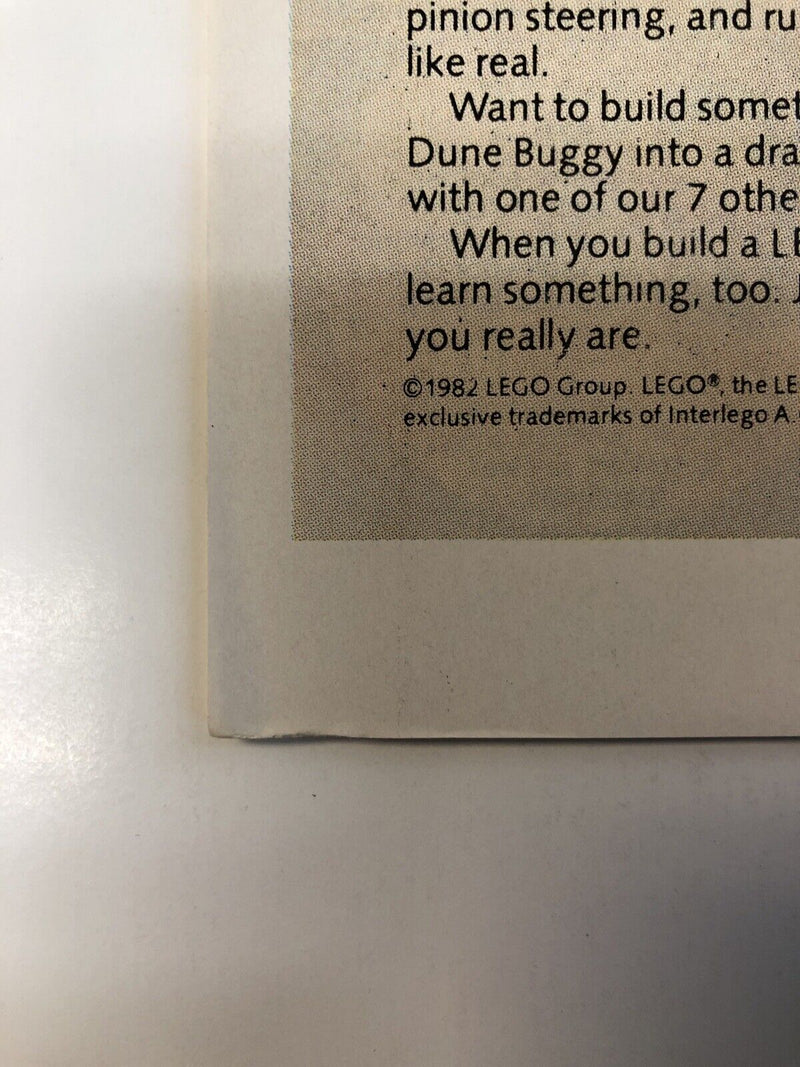 pinion steering, and ru
like real.
Want to build somet
Dune Buggy into a dra
with one of our 7 othe
When you build a LE
learn something, too. J
you really are.
©1982 LEGO Group. LEGO®, the LE
exclusive trademarks of Interlego A.